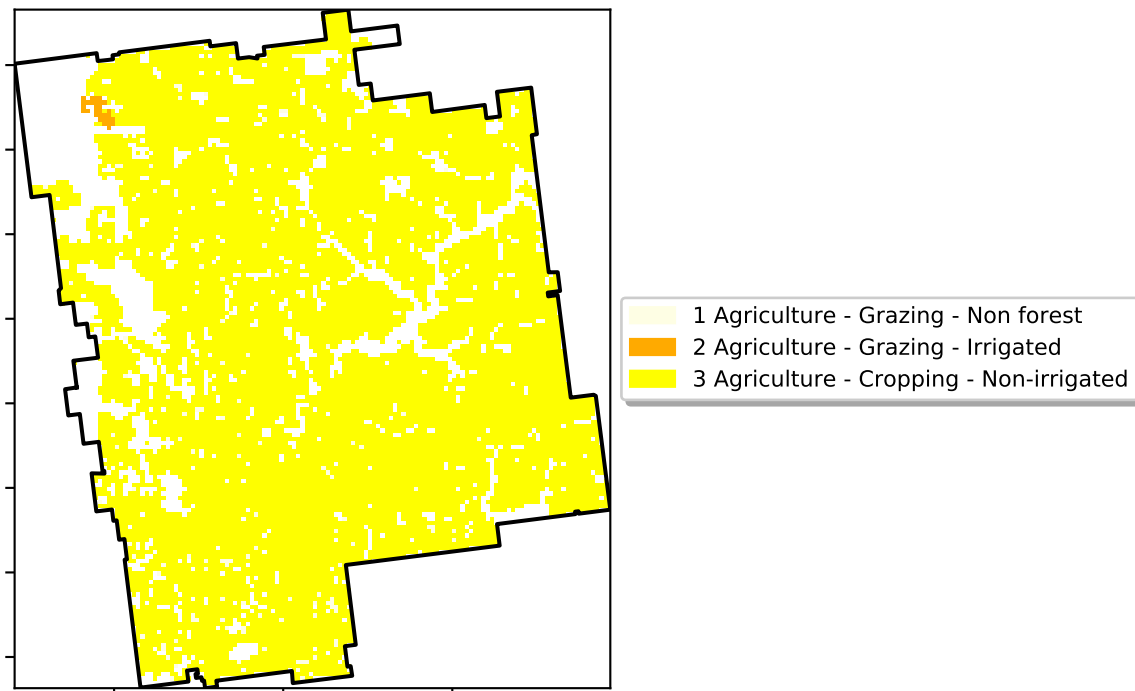 1 Agriculture - Grazing - Non forest
2 Agriculture - Grazing - Irrigated
3 Agriculture - Cropping - Non-irrigated